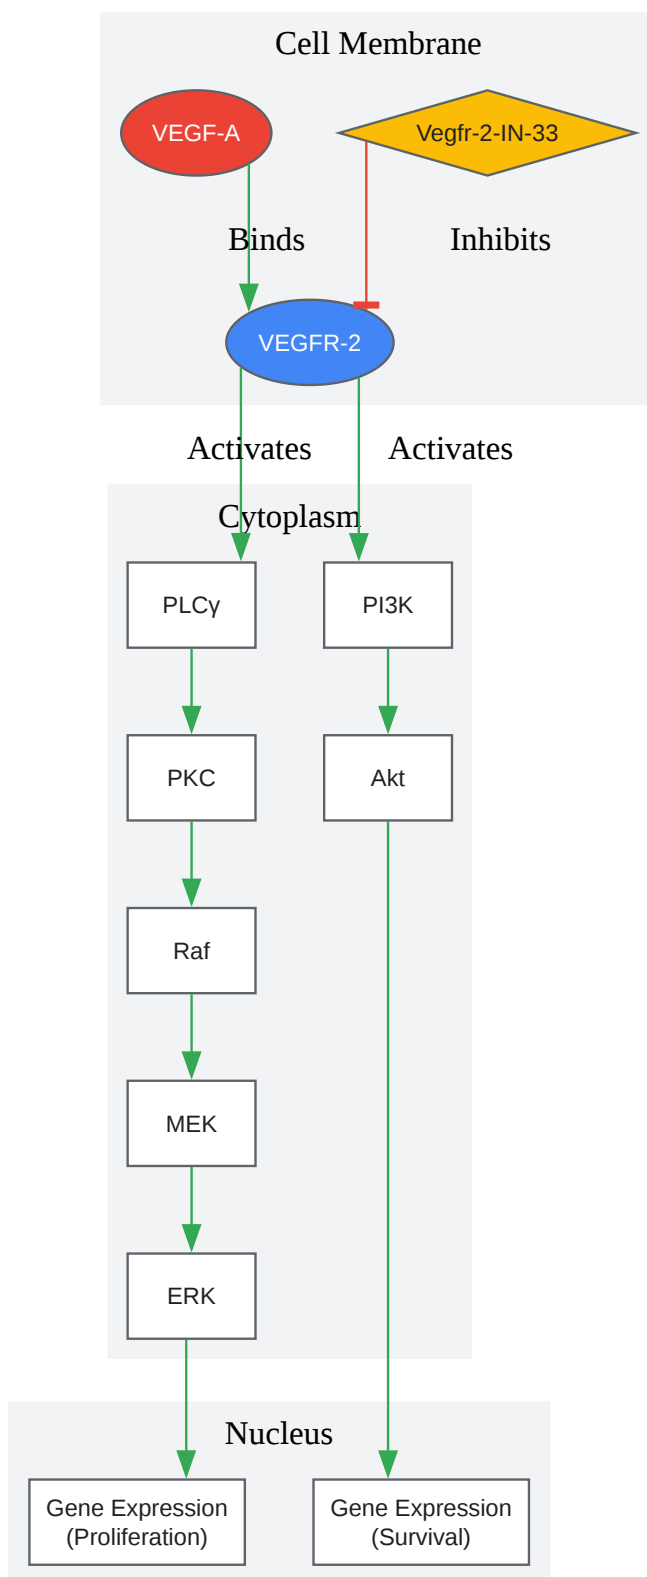 Cell Membrane
VEGF-A
Vegfr-2-IN-33
Binds
Inhibits
VEGFR-2
Activates
Activates
Cytoplasm
PLCγ
PI3K
PKC
Akt
Raf
MEK
ERK
Nucleus
Gene Expression
(Proliferation)
Gene Expression
(Survival)